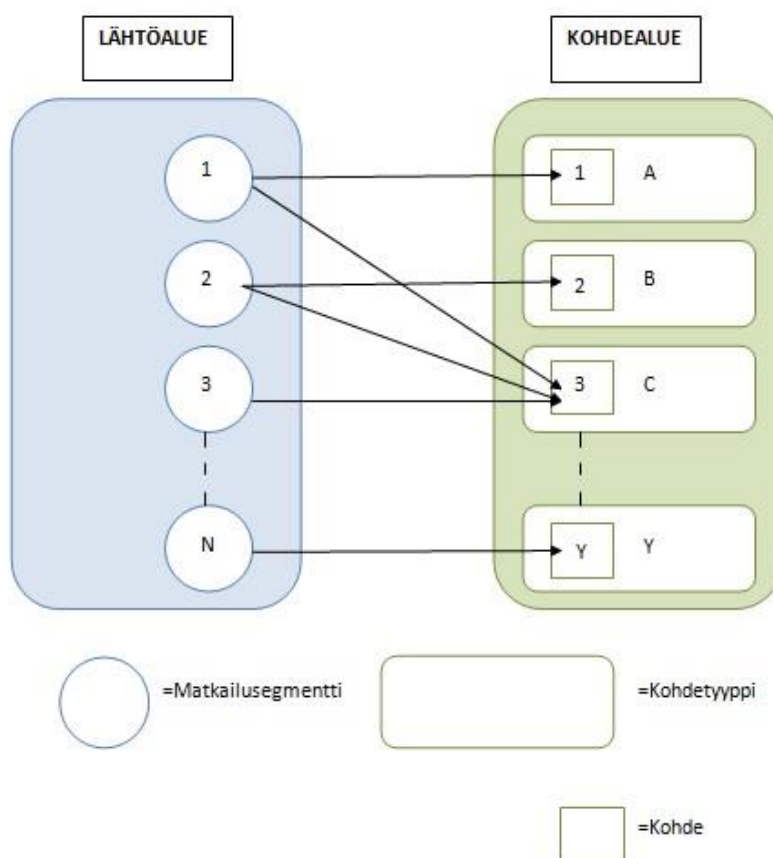 LÄHTÖALUE
KOHDEALUE
1
1 A
2
2 B
3
3 C
N
Y Y
=Matkailusegmentti
=Kohdetyyppi
=Kohde